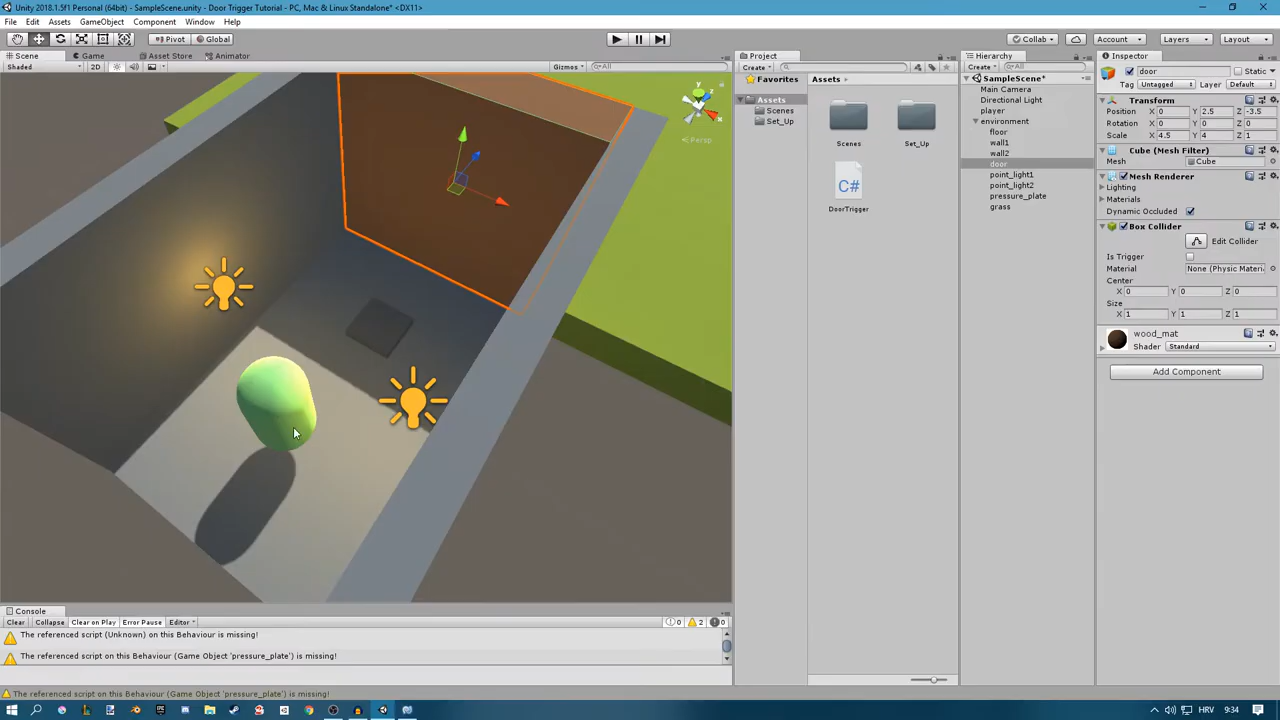 Unity 2018.1.5f1 Personal (64bit) - SampleScene.unity - Door Trigger Tutorial - PC, Mac & Linux Standalone* <DX11>
File Edit Assets GameObject Component Window Help
Pivot Global Collab Account Layers Layout
Scene Game Asset Store Animator
Shaded 2D Gizmos All
y
z
x
Persp
Project
Create
Favorites
Assets
Scenes
Set_Up
Assets
Scenes
Set_Up
C#
DoorTrigger
Hierarchy
Create All
SampleScene*
Main Camera
Directional Light
player
environment
floor
wall1
wall2
door
point_light1
point_light2
pressure_plate
grass
Inspector
door Static
Tag Untagged Layer Default
Transform
Position X 0 Y 2.5 Z -3.5
Rotation X 0 Y 0 Z 0
Scale X 4.5 Y 4 Z 1
Cube (Mesh Filter)
Mesh Cube
Mesh Renderer
Lighting
Materials
Dynamic Occluded
Box Collider
Edit Collider
Is Trigger
Material None (Physic Materi
Center
X 0 Y 0 Z 0
Size
X 1 Y 1 Z 1
wood_mat
Shader Standard
Add Component
Console
Clear Collapse Clear on Play Error Pause Editor 0 2 0
The referenced script (Unknown) on this Behaviour is missing!
The referenced script on this Behaviour (Game Object 'pressure_plate') is missing!
The referenced script on this Behaviour (Game Object 'pressure_plate') is missing!
HRV 9:34